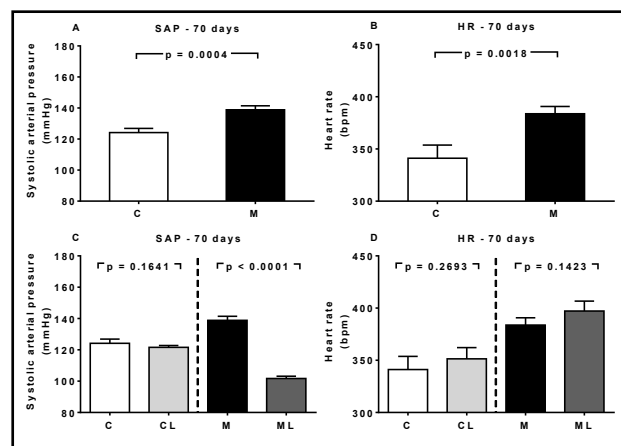 A
SAP - 70 days
Systolic arterial pressure
(mmHg)
180
160
140
120
100
80
p = 0.0004
C
M
B
HR - 70 days
Heart rate
(bpm)
450
400
350
300
p = 0.0018
C
M
C
SAP - 70 days
Systolic arterial pressure
(mmHg)
180
160
140
120
100
80
p = 0.1641
p < 0.0001
C
CL
M
ML
D
HR - 70 days
Heart rate
(bpm)
450
400
350
300
p = 0.2693
p = 0.1423
C
CL
M
ML